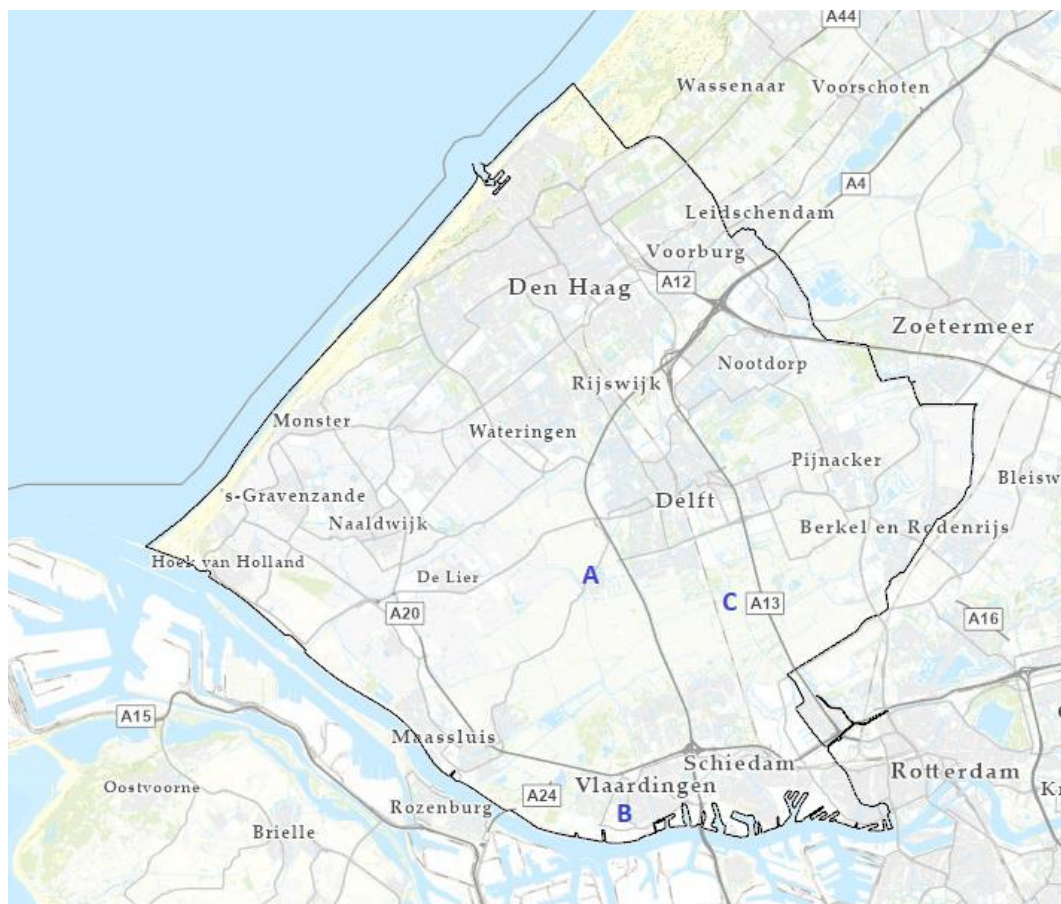 A44
Wassenaar
Voorschoten
A4
Leidschendam
Voorburg
Den Haag
A12
Zoetermeer
Nootdorp
Rijswijk
Monster
Wateringen
Pijnacker
Bleisw
's-Gravenzande
Delft
Naaldwijk
Berkel en Rodenrijs
Hoek van Holland
De Lier
A
C
A13
A20
A16
A15
Maassluis
Schiedam
Rotterdam
Oostvoorne
A24
Vlaardingen
Kr
Rozenburg
B
Brielle